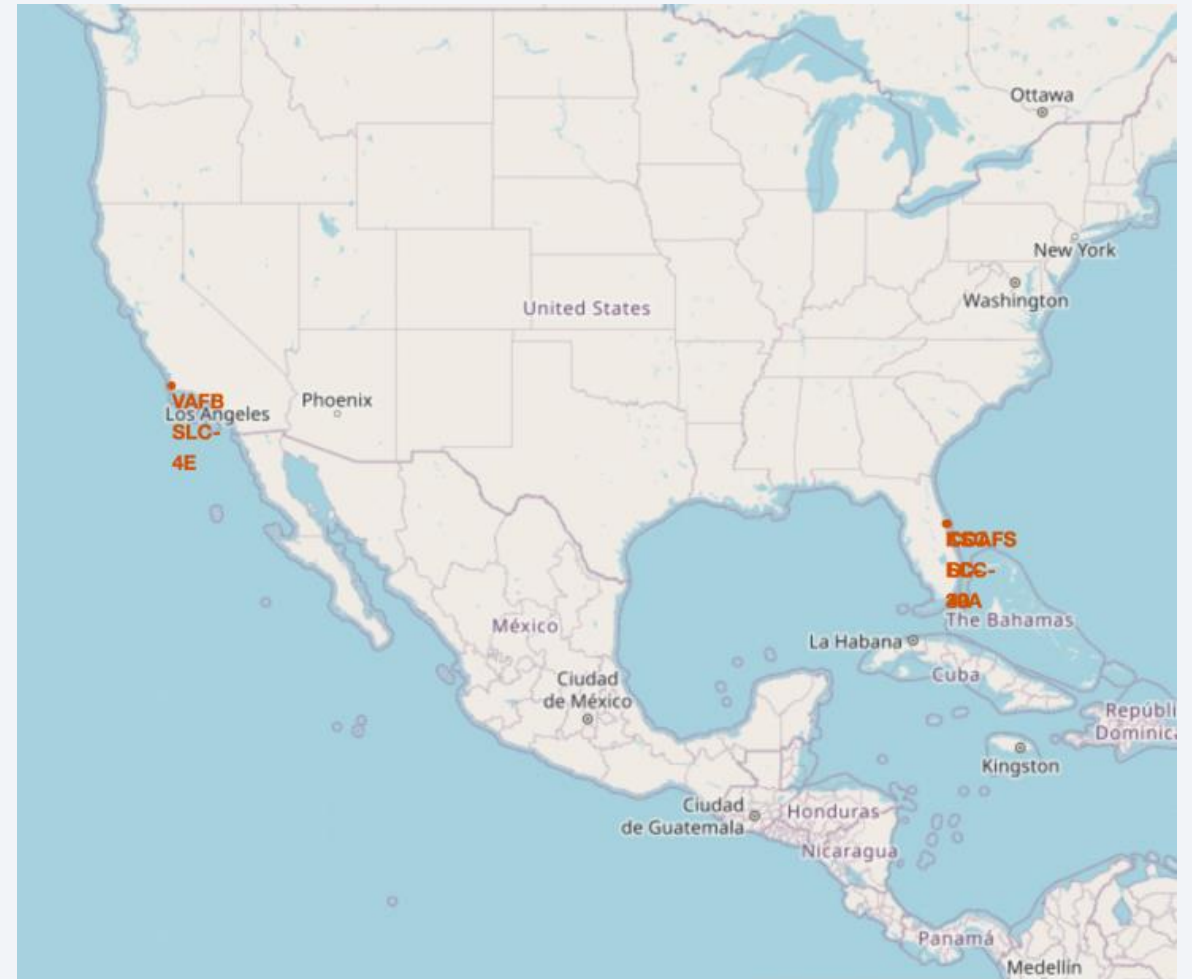 Ottawa
New York
Washington
United States
VAFB
Los Angeles
SLC-
4E
Phoenix
The Bahamas
La Habana
México
Cuba
Ciudad
de México
Repúbli
Dominica
Kingston
Ciudad
de Guatemala
Honduras
Nicaragua
Panamá
Medellín